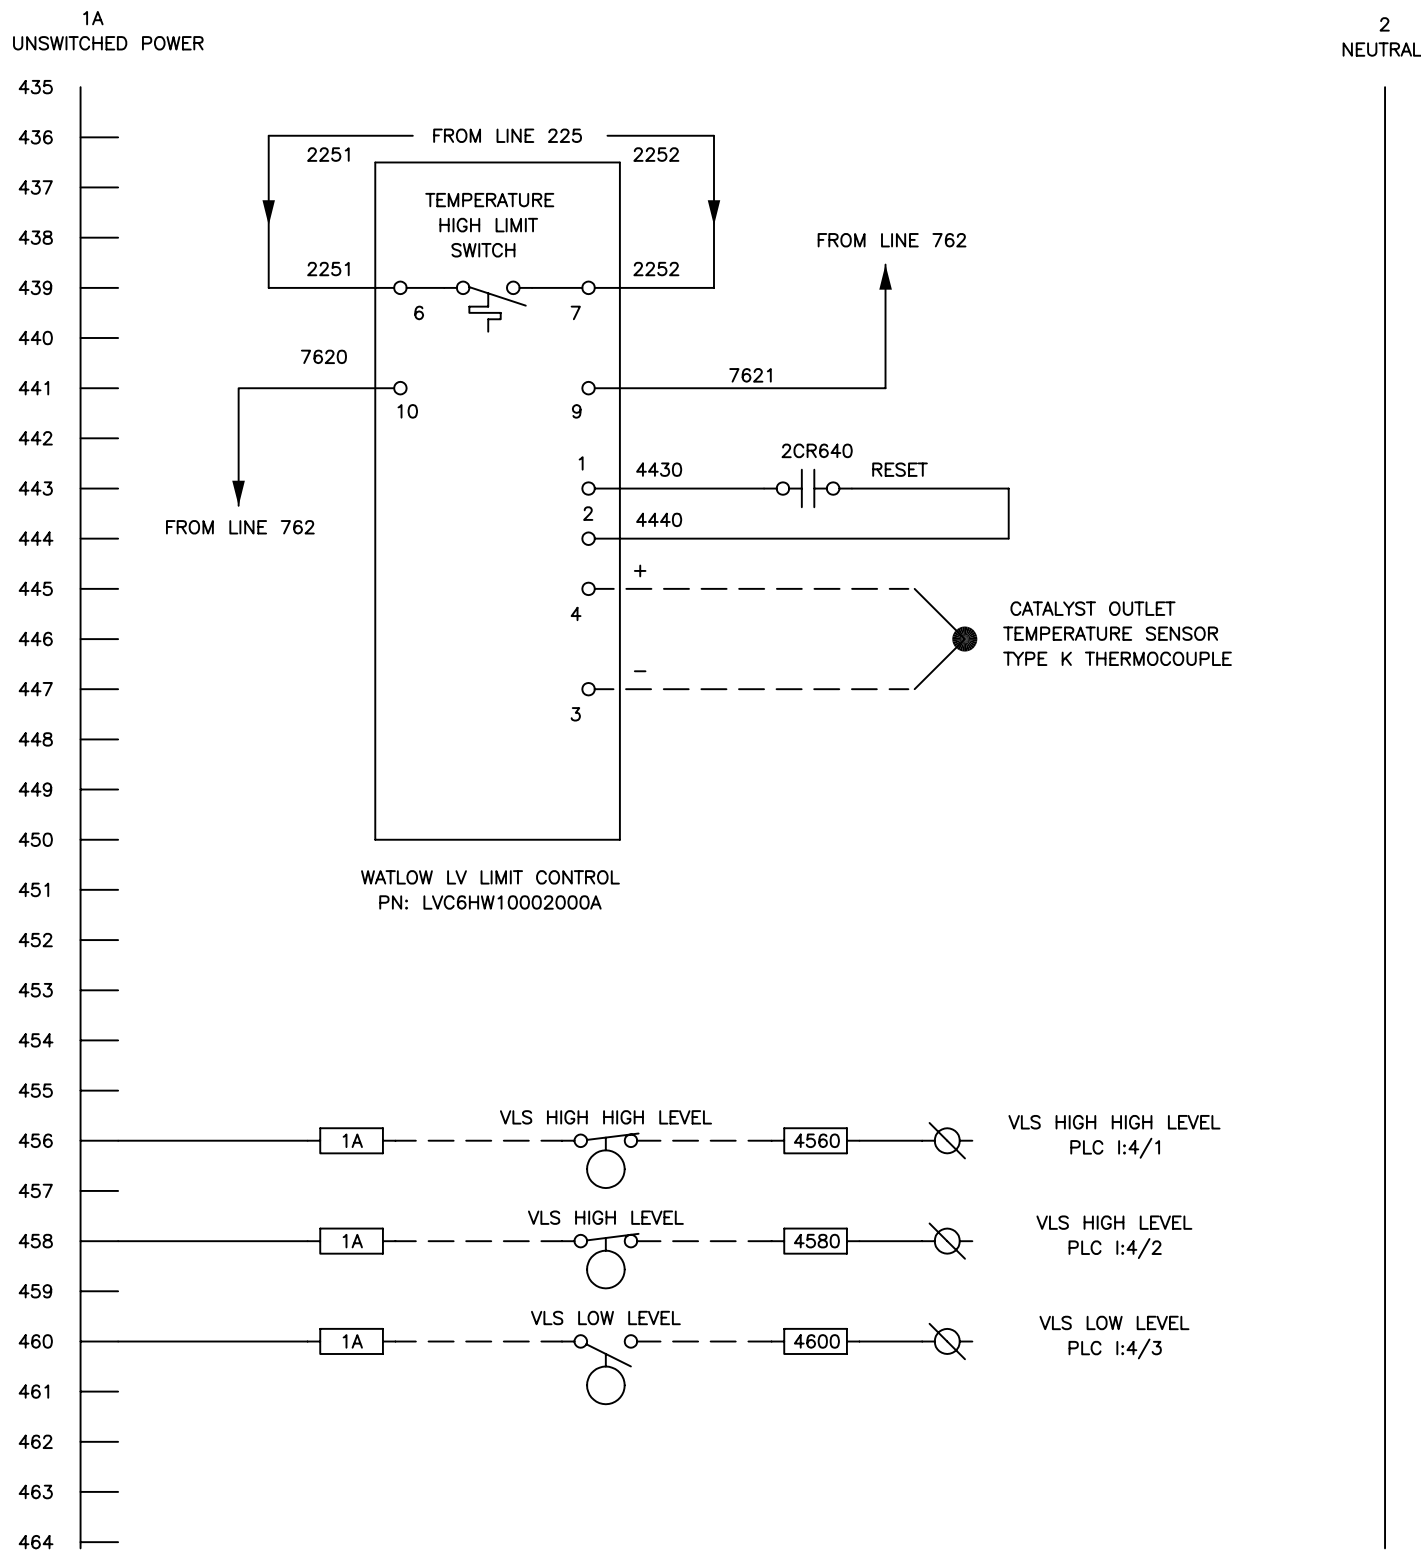 1A
UNSWITCHED POWER
2
NEUTRAL
435
436
FROM LINE 225
2251
2252
437
TEMPERATURE
HIGH LIMIT
SWITCH
438
FROM LINE 762
2251
2252
439
6
7
440
7620
7621
441
10
9
442
2CR640
1
4430
RESET
443
2
4440
FROM LINE 762
444
+
445
4
CATALYST OUTLET
TEMPERATURE SENSOR
TYPE K THERMOCOUPLE
446
−
447
3
448
449
450
WATLOW LV LIMIT CONTROL
PN: LVC6HW10002000A
451
452
453
454
455
VLS HIGH HIGH LEVEL
456
1A
4560
VLS HIGH HIGH LEVEL
PLC I:4/1
457
VLS HIGH LEVEL
458
1A
4580
VLS HIGH LEVEL
PLC I:4/2
459
VLS LOW LEVEL
460
1A
4600
VLS LOW LEVEL
PLC I:4/3
461
462
463
464